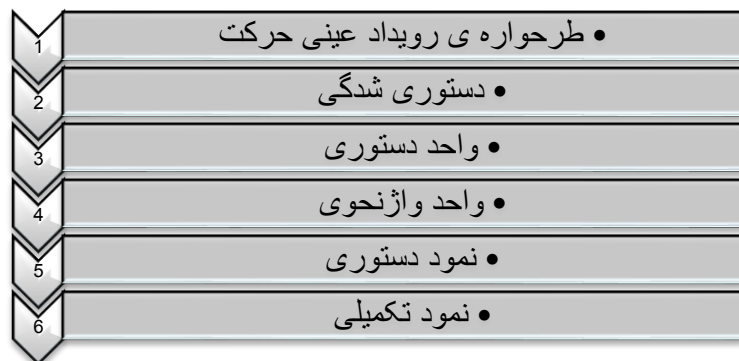 1 • طرحواره ی رویداد عینی حرکت
2 • دستوری شدگی
3 • واحد دستوری
4 • واحد واژنحوی
5 • نمود دستوری
6 • نمود تکمیلی